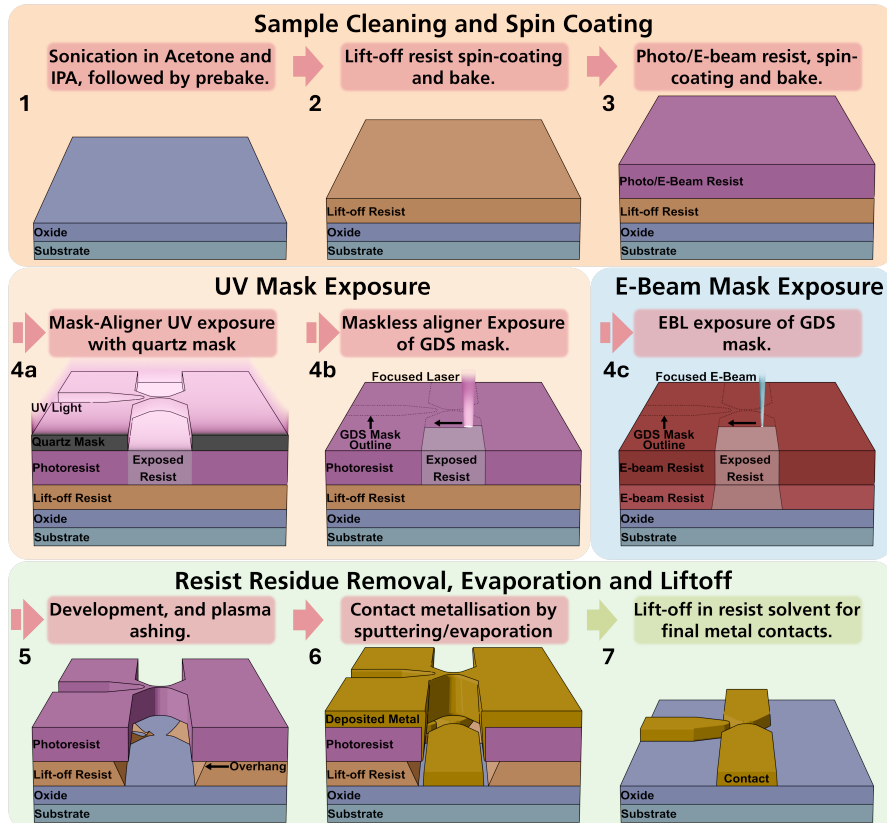 Sample Cleaning and Spin Coating
Sonication in Acetone and
IPA, followed by prebake.
Lift-off resist spin-coating
and bake.
Photo/E-beam resist, spin-
coating and bake.
1
2
3
Oxide
Substrate
Lift-off Resist
Oxide
Substrate
Photo/E-Beam Resist
Lift-off Resist
Oxide
Substrate
UV Mask Exposure
E-Beam Mask Exposure
Mask-Aligner UV exposure
with quartz mask
Maskless aligner Exposure
of GDS mask.
EBL exposure of GDS
mask.
4a
4b
4c
UV Light
Quartz Mask
Photoresist
Exposed
Resist
Lift-off Resist
Oxide
Substrate
Focused Laser
GDS Mask
Outline
Photoresist
Exposed
Resist
Lift-off Resist
Oxide
Substrate
Focused E-Beam
GDS Mask
Outline
E-beam Resist
Exposed
Resist
E-beam Resist
Oxide
Substrate
Resist Residue Removal, Evaporation and Liftoff
Development, and plasma
ashing.
Contact metallisation by
sputtering/evaporation
Lift-off in resist solvent for
final metal contacts.
5
6
7
Photoresist
Lift-off Resist
Overhang
Oxide
Substrate
Deposited Metal
Photoresist
Lift-off Resist
Oxide
Substrate
Contact
Oxide
Substrate